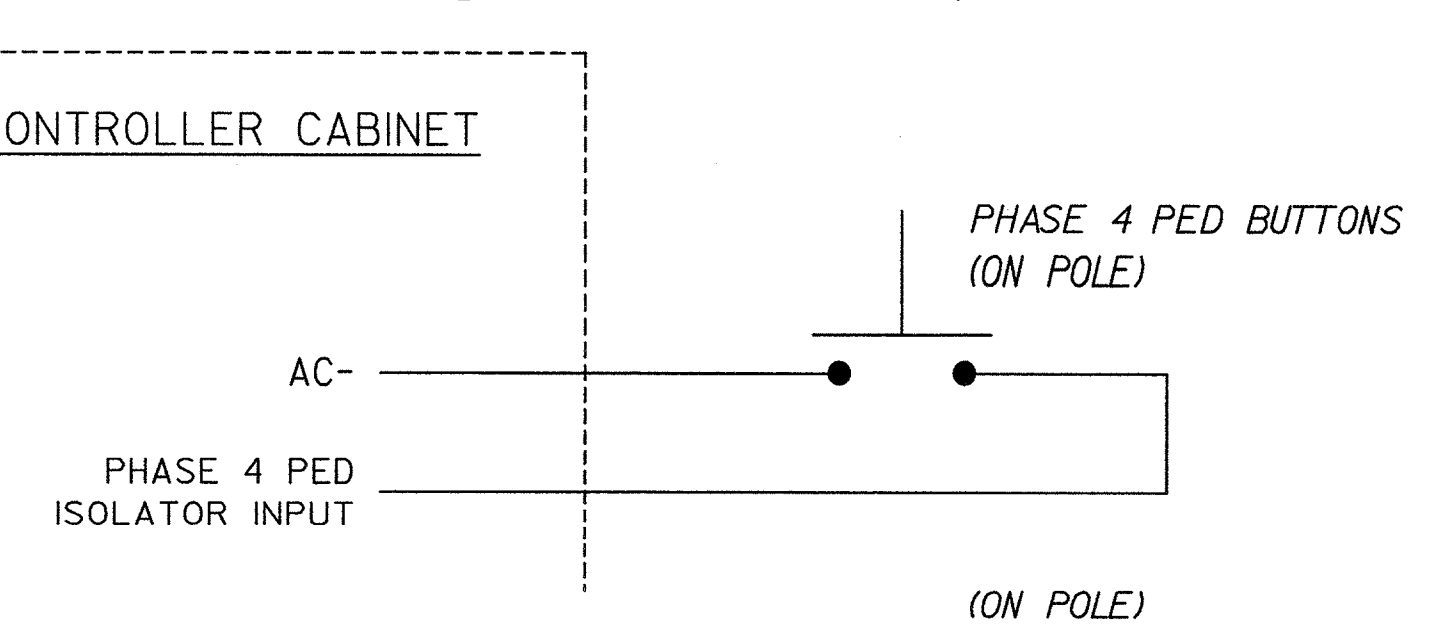 ONTROLLER CABINET
PHASE 4 PED BUTTONS
(ON POLE)
AC-
PHASE 4 PED
ISOLATOR INPUT
(ON POLE)